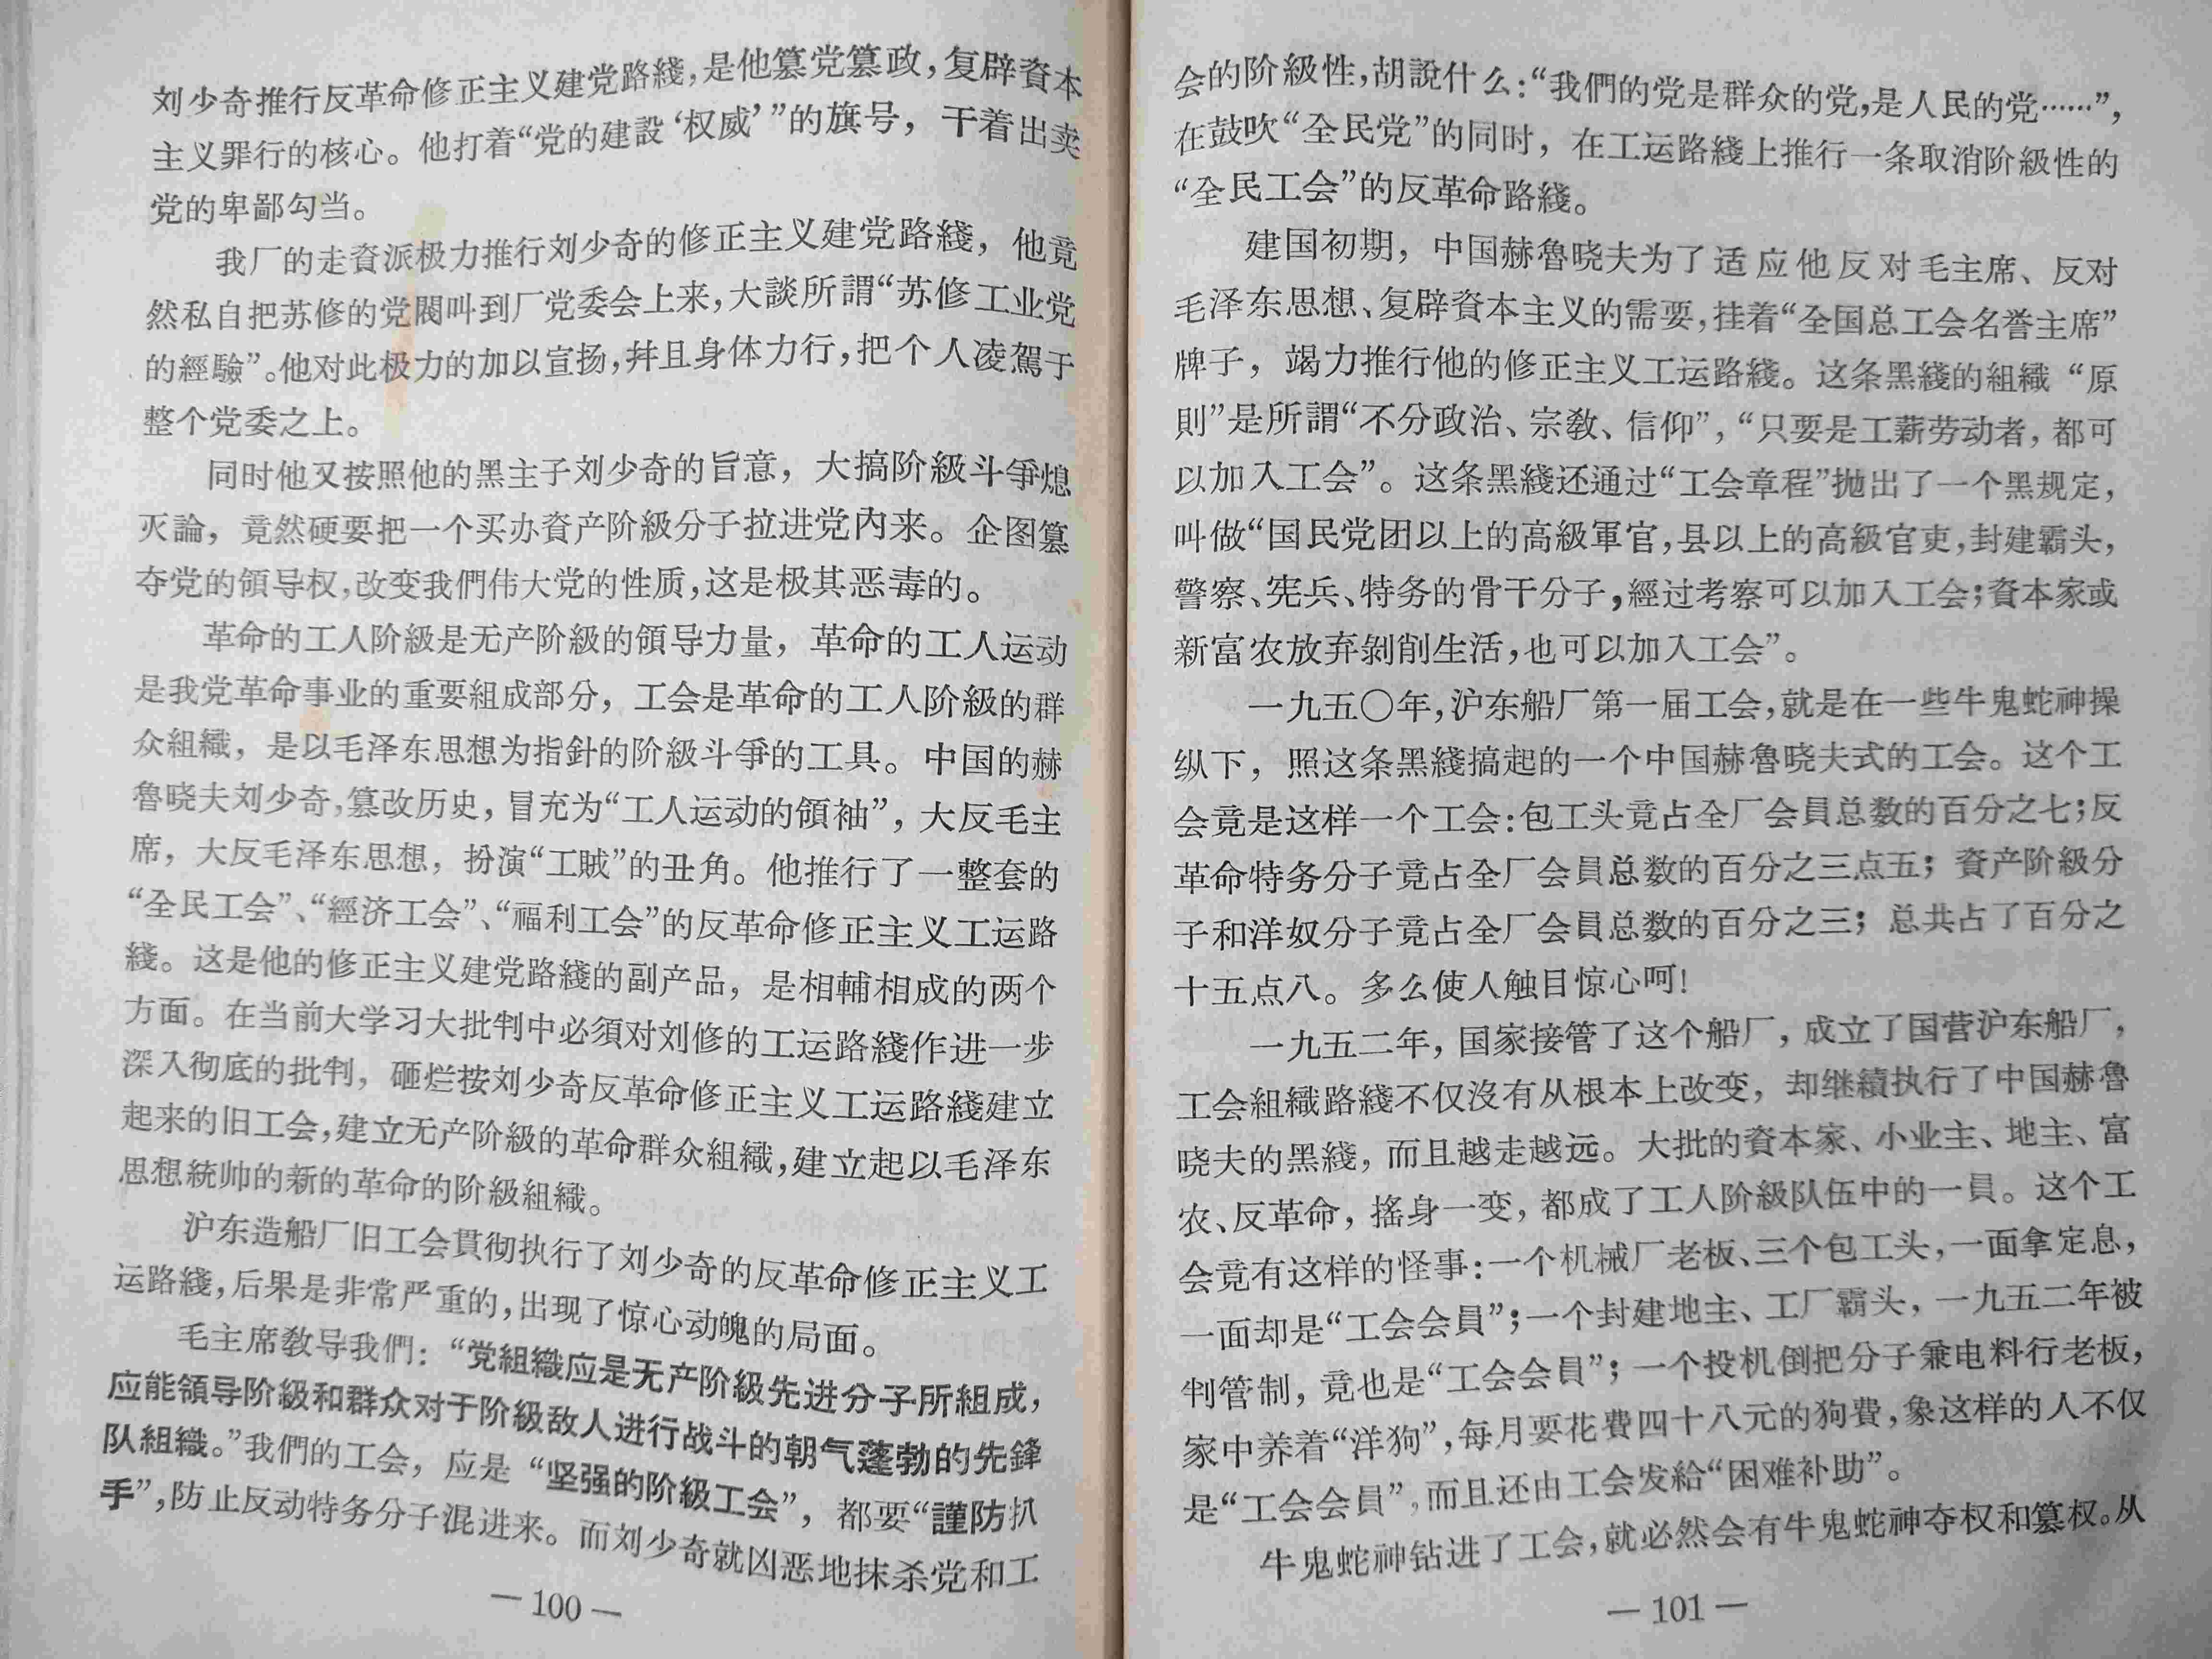 刘少奇推行反革命修正主义建党路綫，是他篡党篡政，复辟資本
主义罪行的核心。他打着“党的建設‘权威’”的旗号，干着出卖
党的卑鄙勾当。
我厂的走資派极力推行刘少奇的修正主义建党路綫，他竟
然私自把苏修的党閥叫到厂党委会上来，大談所謂“苏修工业党
的經驗”。他对此极力的加以宣扬，幷且身体力行，把个人凌駕于
整个党委之上。
同时他又按照他的黑主子刘少奇的旨意，大搞阶級斗爭熄
灭論，竟然硬要把一个买办資产阶級分子拉进党内来。企图篡
夺党的領导权，改变我們伟大党的性质，这是极其恶毒的。
革命的工人阶級是无产阶級的領导力量，革命的工人运动
是我党革命事业的重要組成部分，工会是革命的工人阶級的群
众組織，是以毛泽东思想为指針的阶級斗爭的工具。中国的赫
魯晓夫刘少奇，篡改历史，冒充为“工人运动的領袖”，大反毛主
席，大反毛泽东思想，扮演“工賊”的丑角。他推行了一整套的
“全民工会”、“經济工会”、“福利工会”的反革命修正主义工运路
綫。这是他的修正主义建党路綫的副产品，是相輔相成的两个
方面。在当前大学习大批判中必須对刘修的工运路綫作进一步
深入彻底的批判，砸烂按刘少奇反革命修正主义工运路綫建立
起来的旧工会，建立无产阶級的革命群众組織，建立起以毛泽东
思想統帅的新的革命的阶級組織。
沪东造船厂旧工会貫彻执行了刘少奇的反革命修正主义工
运路綫，后果是非常严重的，出现了惊心动魄的局面。
毛主席敎导我們：“党組織应是无产阶級先进分子所組成，
应能領导阶級和群众对于阶級敌人进行战斗的朝气蓬勃的先鋒
队組織。”我們的工会，应是“坚强的阶級工会”，都要“謹防扒
手”，防止反动特务分子混进来。而刘少奇就凶恶地抹杀党和工
— 100 —
会的阶級性，胡說什么：“我們的党是群众的党，是人民的党……”，
在鼓吹“全民党”的同时，在工运路綫上推行一条取消阶級性的
“全民工会”的反革命路綫。
建国初期，中国赫魯晓夫为了适应他反对毛主席、反对
毛泽东思想、复辟資本主义的需要，挂着“全国总工会名誉主席”
牌子，竭力推行他的修正主义工运路綫。这条黑綫的組織“原
則”是所謂“不分政治、宗敎、信仰”，“只要是工薪劳动者，都可
以加入工会”。这条黑綫还通过“工会章程”抛出了一个黑规定，
叫做“国民党团以上的高級軍官，县以上的高級官吏，封建霸头，
警察、宪兵、特务的骨干分子，經过考察可以加入工会；資本家或
新富农放弃剝削生活，也可以加入工会”。
一九五〇年，沪东船厂第一届工会，就是在一些牛鬼蛇神操
纵下，照这条黑綫搞起的一个中国赫魯晓夫式的工会。这个工
会竟是这样一个工会：包工头竟占全厂会員总数的百分之七；反
革命特务分子竟占全厂会員总数的百分之三点五；資产阶級分
子和洋奴分子竟占全厂会員总数的百分之三；总共占了百分之
十五点八。多么使人触目惊心呵！
一九五二年，国家接管了这个船厂，成立了国营沪东船厂，
工会組織路綫不仅沒有从根本上改变，却继續执行了中国赫魯
晓夫的黑綫，而且越走越远。大批的資本家、小业主、地主、富
农、反革命，搖身一变，都成了工人阶級队伍中的一員。这个工
会竟有这样的怪事：一个机械厂老板、三个包工头，一面拿定息，
一面却是“工会会員”；一个封建地主、工厂霸头，一九五二年被
判管制，竟也是“工会会員”；一个投机倒把分子兼电料行老板，
家中养着“洋狗”，每月要花費四十八元的狗費，象这样的人不仅
是“工会会員”，而且还由工会发給“困难补助”。
牛鬼蛇神钻进了工会，就必然会有牛鬼蛇神夺权和篡权。从
— 101 —